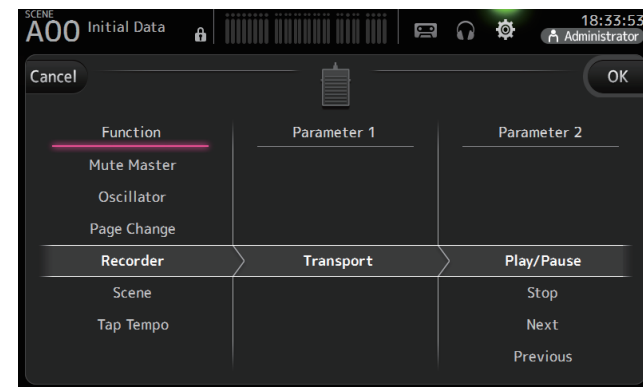 SCENE
A00 Initial Data
18:33:53
Administrator
Cancel
OK
Function Parameter 1 Parameter 2
Mute Master
Oscillator
Page Change
Recorder Transport Play/Pause
Scene Stop
Tap Tempo Next
Previous